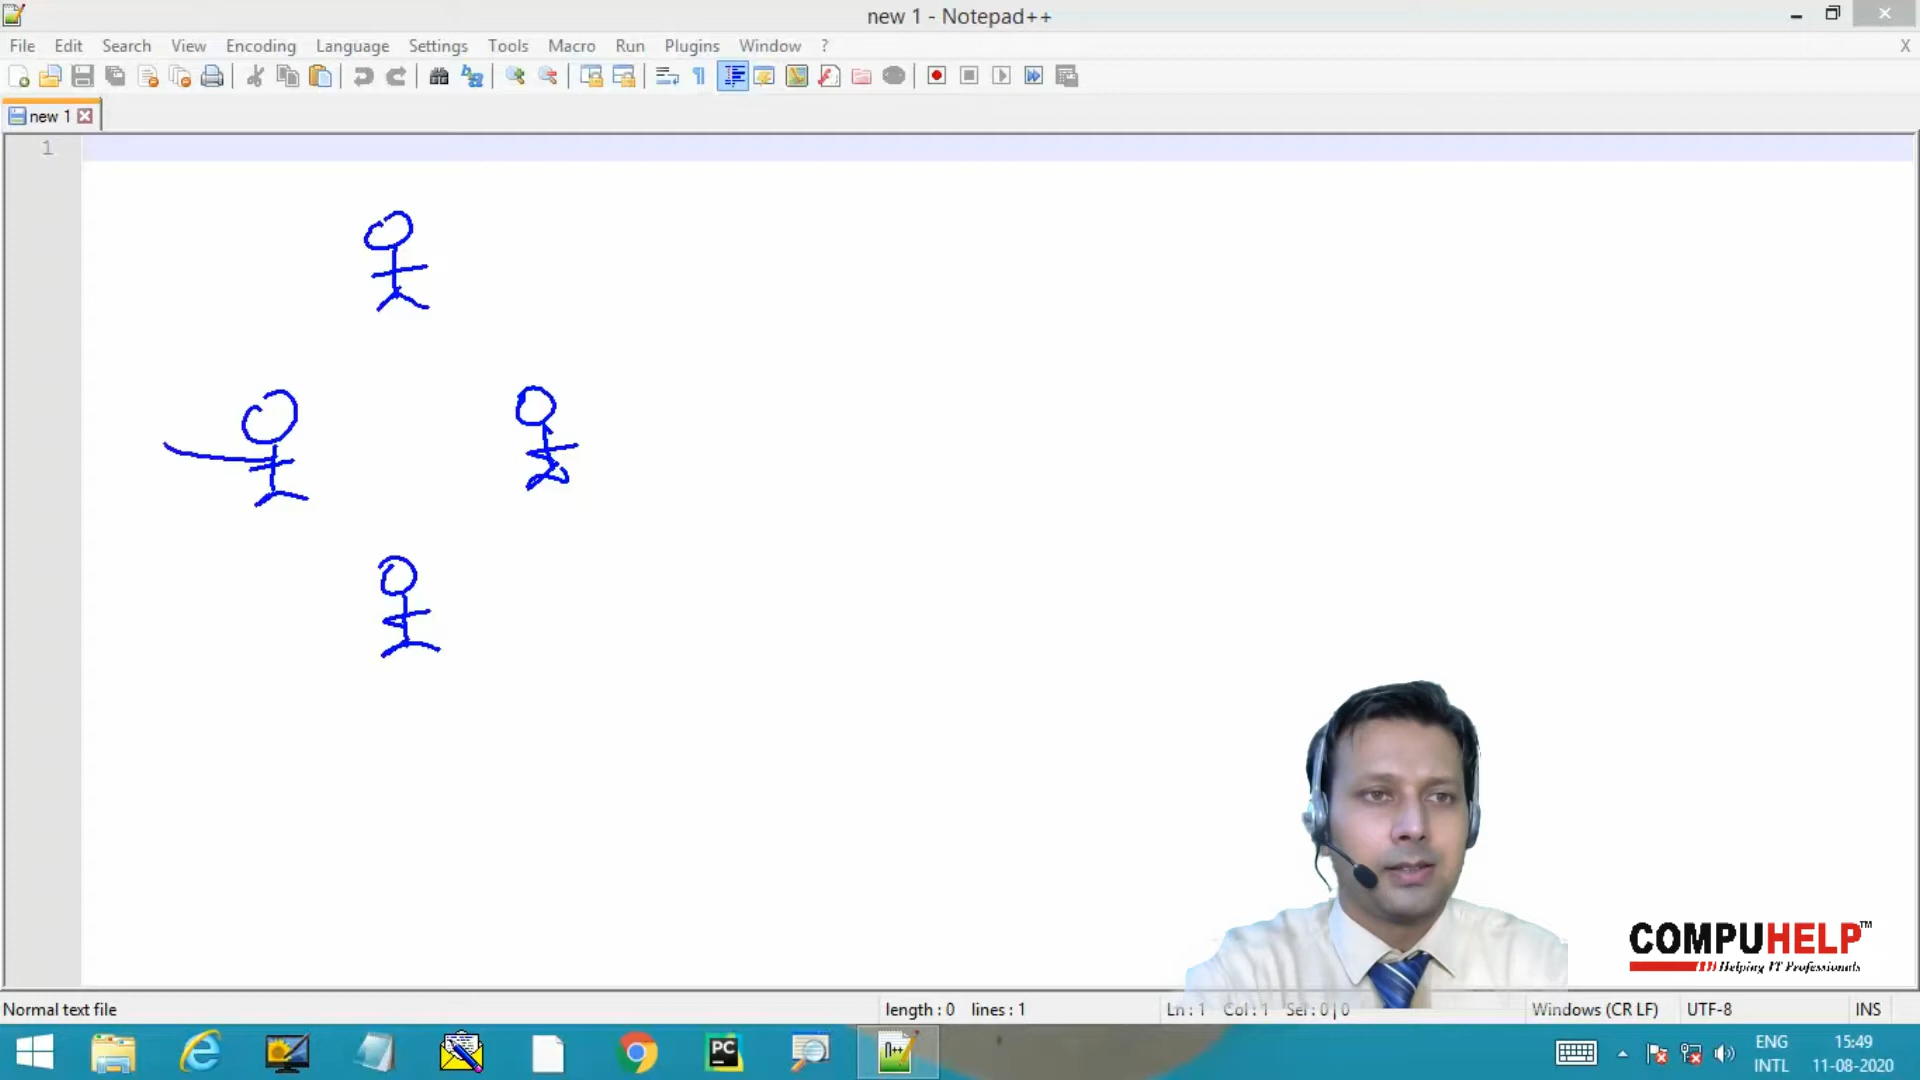 new 1 - Notepad++
File Edit Search View Encoding Language Settings Tools Macro Run Plugins Window ? X
new 1
1
COMPUHELP™
Helping IT Professionals
Normal text file length : 0 lines : 1 Ln : 1 Col : 1 Sel : 0 | 0 Windows (CR LF) UTF-8 INS
PC
n++
ENG 15:49
INTL 11-08-2020